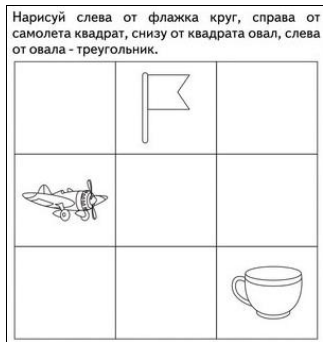 Нарисуй слева от флажка круг, справа от
самолета квадрат, снизу от квадрата овал, слева
от овала - треугольник.